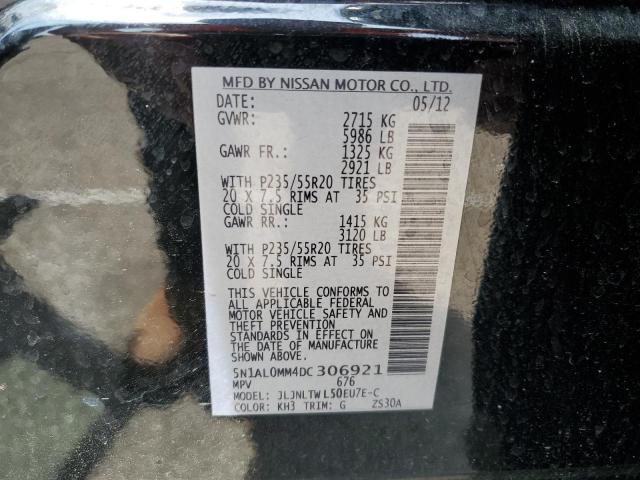 MFD BY NISSAN MOTOR CO., LTD.
DATE: 05/12
GVWR: 2715 KG
5986 LB
GAWR FR.: 1325 KG
2921 LB
WITH P235/55R20 TIRES
20 X 7.5 RIMS AT 35 PSI
COLD SINGLE
GAWR RR.: 1415 KG
3120 LB
WITH P235/55R20 TIRES
20 X 7.5 RIMS AT 35 PSI
COLD SINGLE
THIS VEHICLE CONFORMS TO
ALL APPLICABLE FEDERAL
MOTOR VEHICLE SAFETY AND
THEFT PREVENTION
STANDARDS IN EFFECT ON
THE DATE OF MANUFACTURE
SHOWN ABOVE.
5N1AL0MM4DC306921
MPV 676
MODEL: JLJNLTWL50EU7E-C
COLOR: KH3 TRIM: G ZS30A